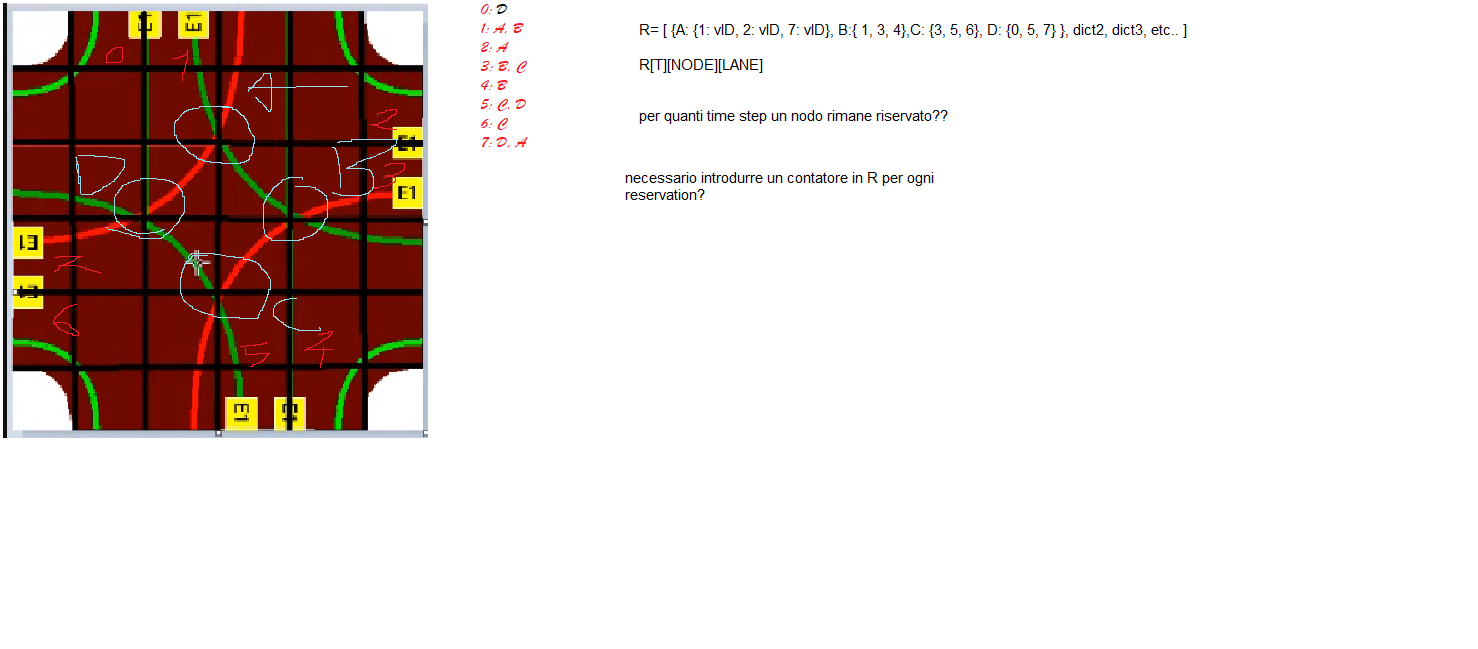 E1 E1
0 1
A
2
E1
D B 3
E1
E1
7
E1
6 C
5 4
E1 E1
0: D
1: A, B
2: A
3: B, C
4: B
5: C, D
6: C
7: D, A
R= [ {A: {1: vID, 2: vID, 7: vID}, B:{ 1, 3, 4},C: {3, 5, 6}, D: {0, 5, 7} }, dict2, dict3, etc.. ]
R[T][NODE][LANE]
per quanti time step un nodo rimane riservato??
necessario introdurre un contatore in R per ogni
reservation?